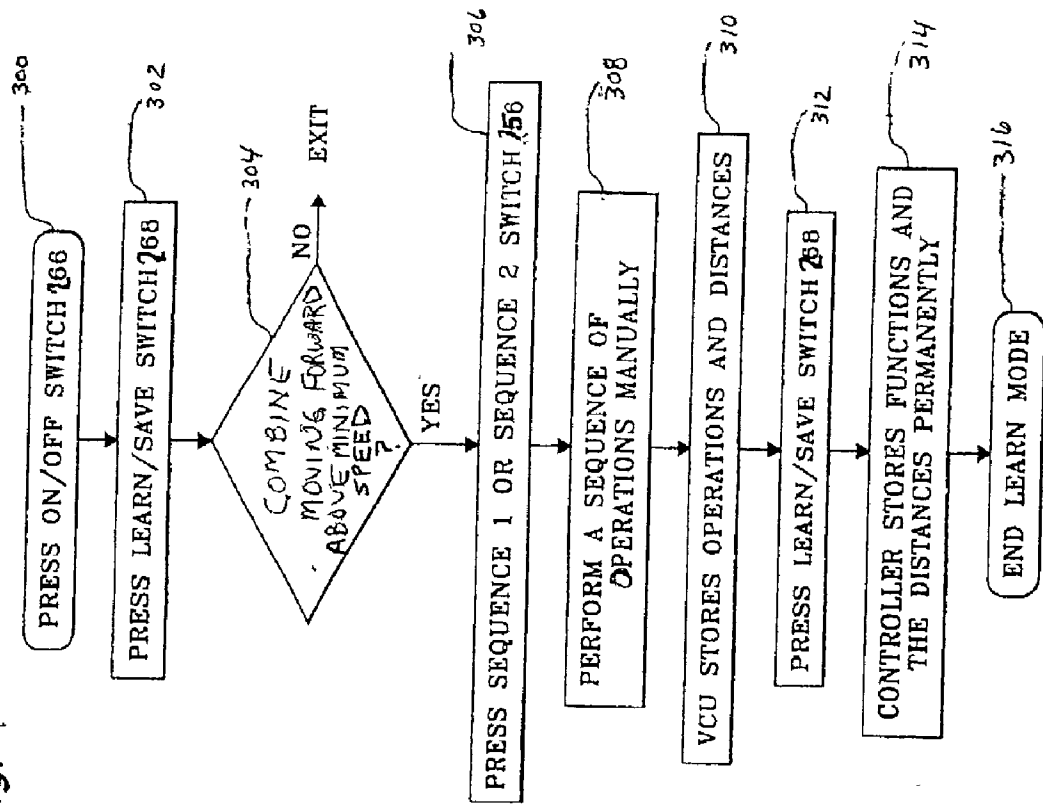 PRESS ON/OFF SWITCH 266
300
PRESS LEARN/SAVE SWITCH 268
302
COMBINE
MOVING FORWARD
ABOVE MINIMUM
SPEED
?
304
NO
EXIT
YES
PRESS SEQUENCE 1 OR SEQUENCE 2 SWITCH 256
306
PERFORM A SEQUENCE OF
OPERATIONS MANUALLY
308
VCU STORES OPERATIONS AND DISTANCES
310
PRESS LEARN/SAVE SWITCH 268
312
CONTROLLER STORES FUNCTIONS AND
THE DISTANCES PERMANENTLY
314
END LEARN MODE
316